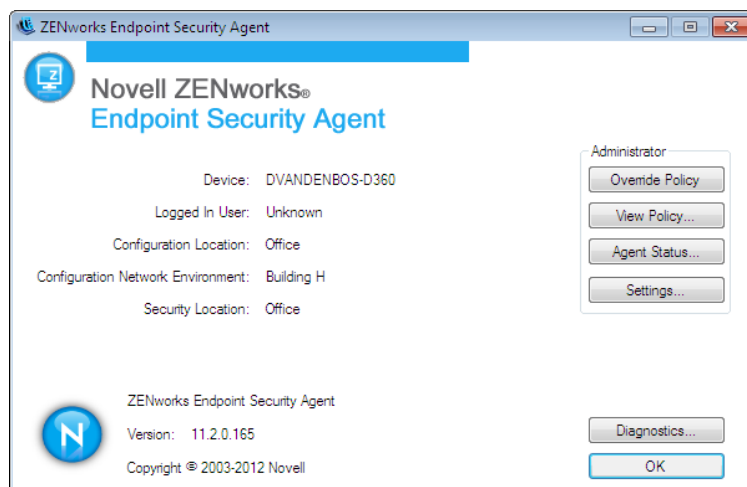 ZENworks Endpoint Security Agent
Z
Novell ZENworks®
Endpoint Security Agent
Device: DVANDENBOS-D360
Logged In User: Unknown
Configuration Location: Office
Configuration Network Environment: Building H
Security Location: Office
Administrator
Override Policy
View Policy...
Agent Status...
Settings...
N
ZENworks Endpoint Security Agent
Version: 11.2.0.165
Copyright © 2003-2012 Novell
Diagnostics...
OK